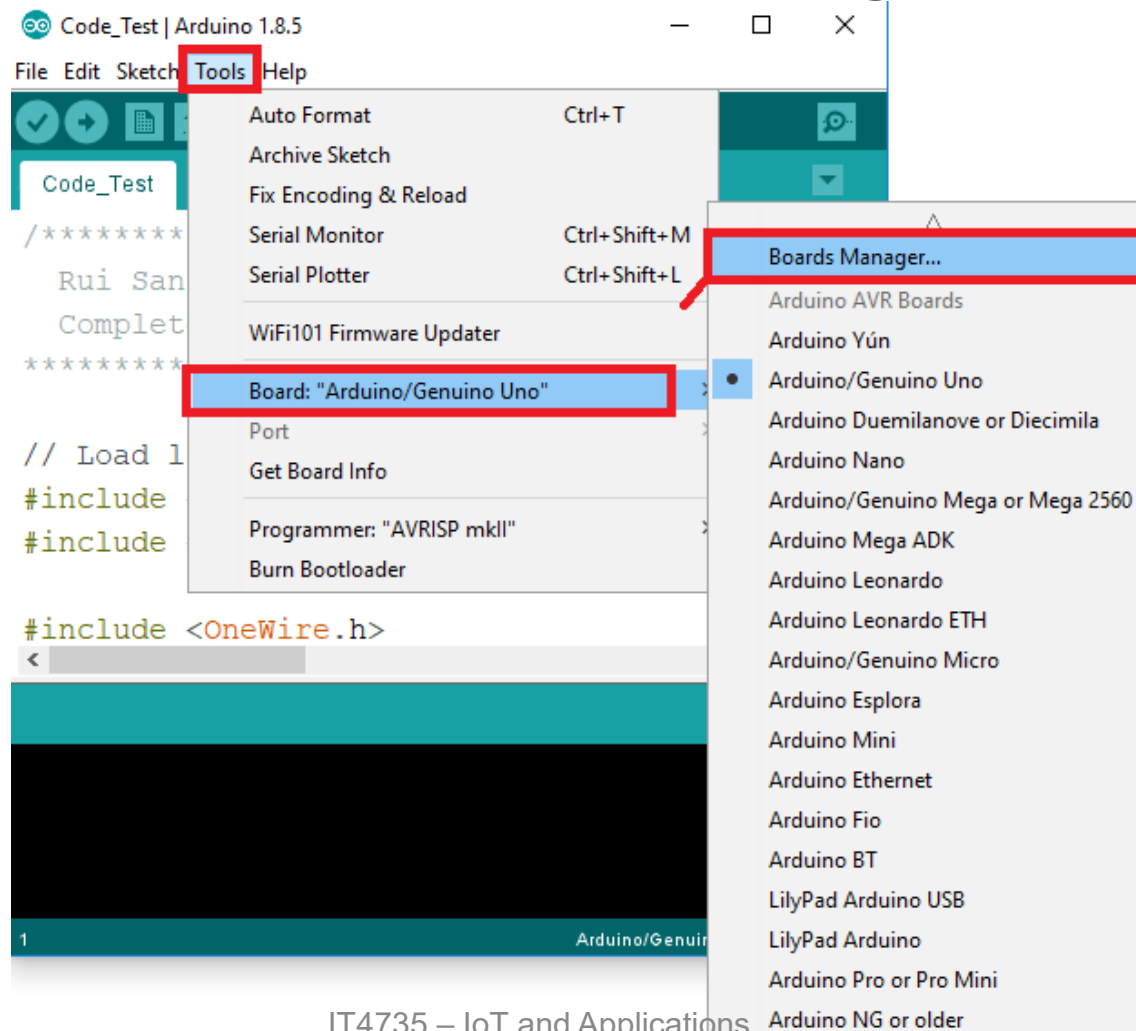 Code_Test | Arduino 1.8.5
File Edit Sketch Tools Help
Auto Format Ctrl+T
Archive Sketch
Fix Encoding & Reload
Serial Monitor Ctrl+Shift+M
Serial Plotter Ctrl+Shift+L
WiFi101 Firmware Updater
Board: "Arduino/Genuino Uno"
Port
Get Board Info
Programmer: "AVRISP mkII"
Burn Bootloader
Boards Manager...
Arduino AVR Boards
Arduino Yún
Arduino/Genuino Uno
Arduino Duemilanove or Diecimila
Arduino Nano
Arduino/Genuino Mega or Mega 2560
Arduino Mega ADK
Arduino Leonardo
Arduino Leonardo ETH
Arduino/Genuino Micro
Arduino Esplora
Arduino Mini
Arduino Ethernet
Arduino Fio
Arduino BT
LilyPad Arduino USB
LilyPad Arduino
Arduino Pro or Pro Mini
Arduino NG or older
Code_Test
/********
Rui San
Complet
*********
// Load l
#include
#include
#include <OneWire.h>
1 Arduino/Genuin
IT4735 – IoT and Applications